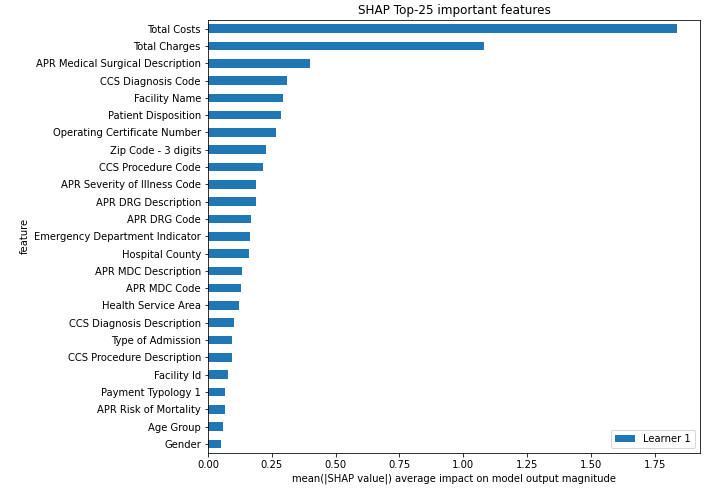 SHAP Top-25 important features
Total Costs
Total Charges
APR Medical Surgical Description
CCS Diagnosis Code
Facility Name
Patient Disposition
Operating Certificate Number
Zip Code - 3 digits
CCS Procedure Code
APR Severity of Illness Code
APR DRG Description
APR DRG Code
Emergency Department Indicator
Hospital County
APR MDC Description
APR MDC Code
Health Service Area
CCS Diagnosis Description
Type of Admission
CCS Procedure Description
Facility Id
Payment Typology 1
APR Risk of Mortality
Age Group
Gender
feature
Learner 1
0.00 0.25 0.50 0.75 1.00 1.25 1.50 1.75
mean(|SHAP value|) average impact on model output magnitude